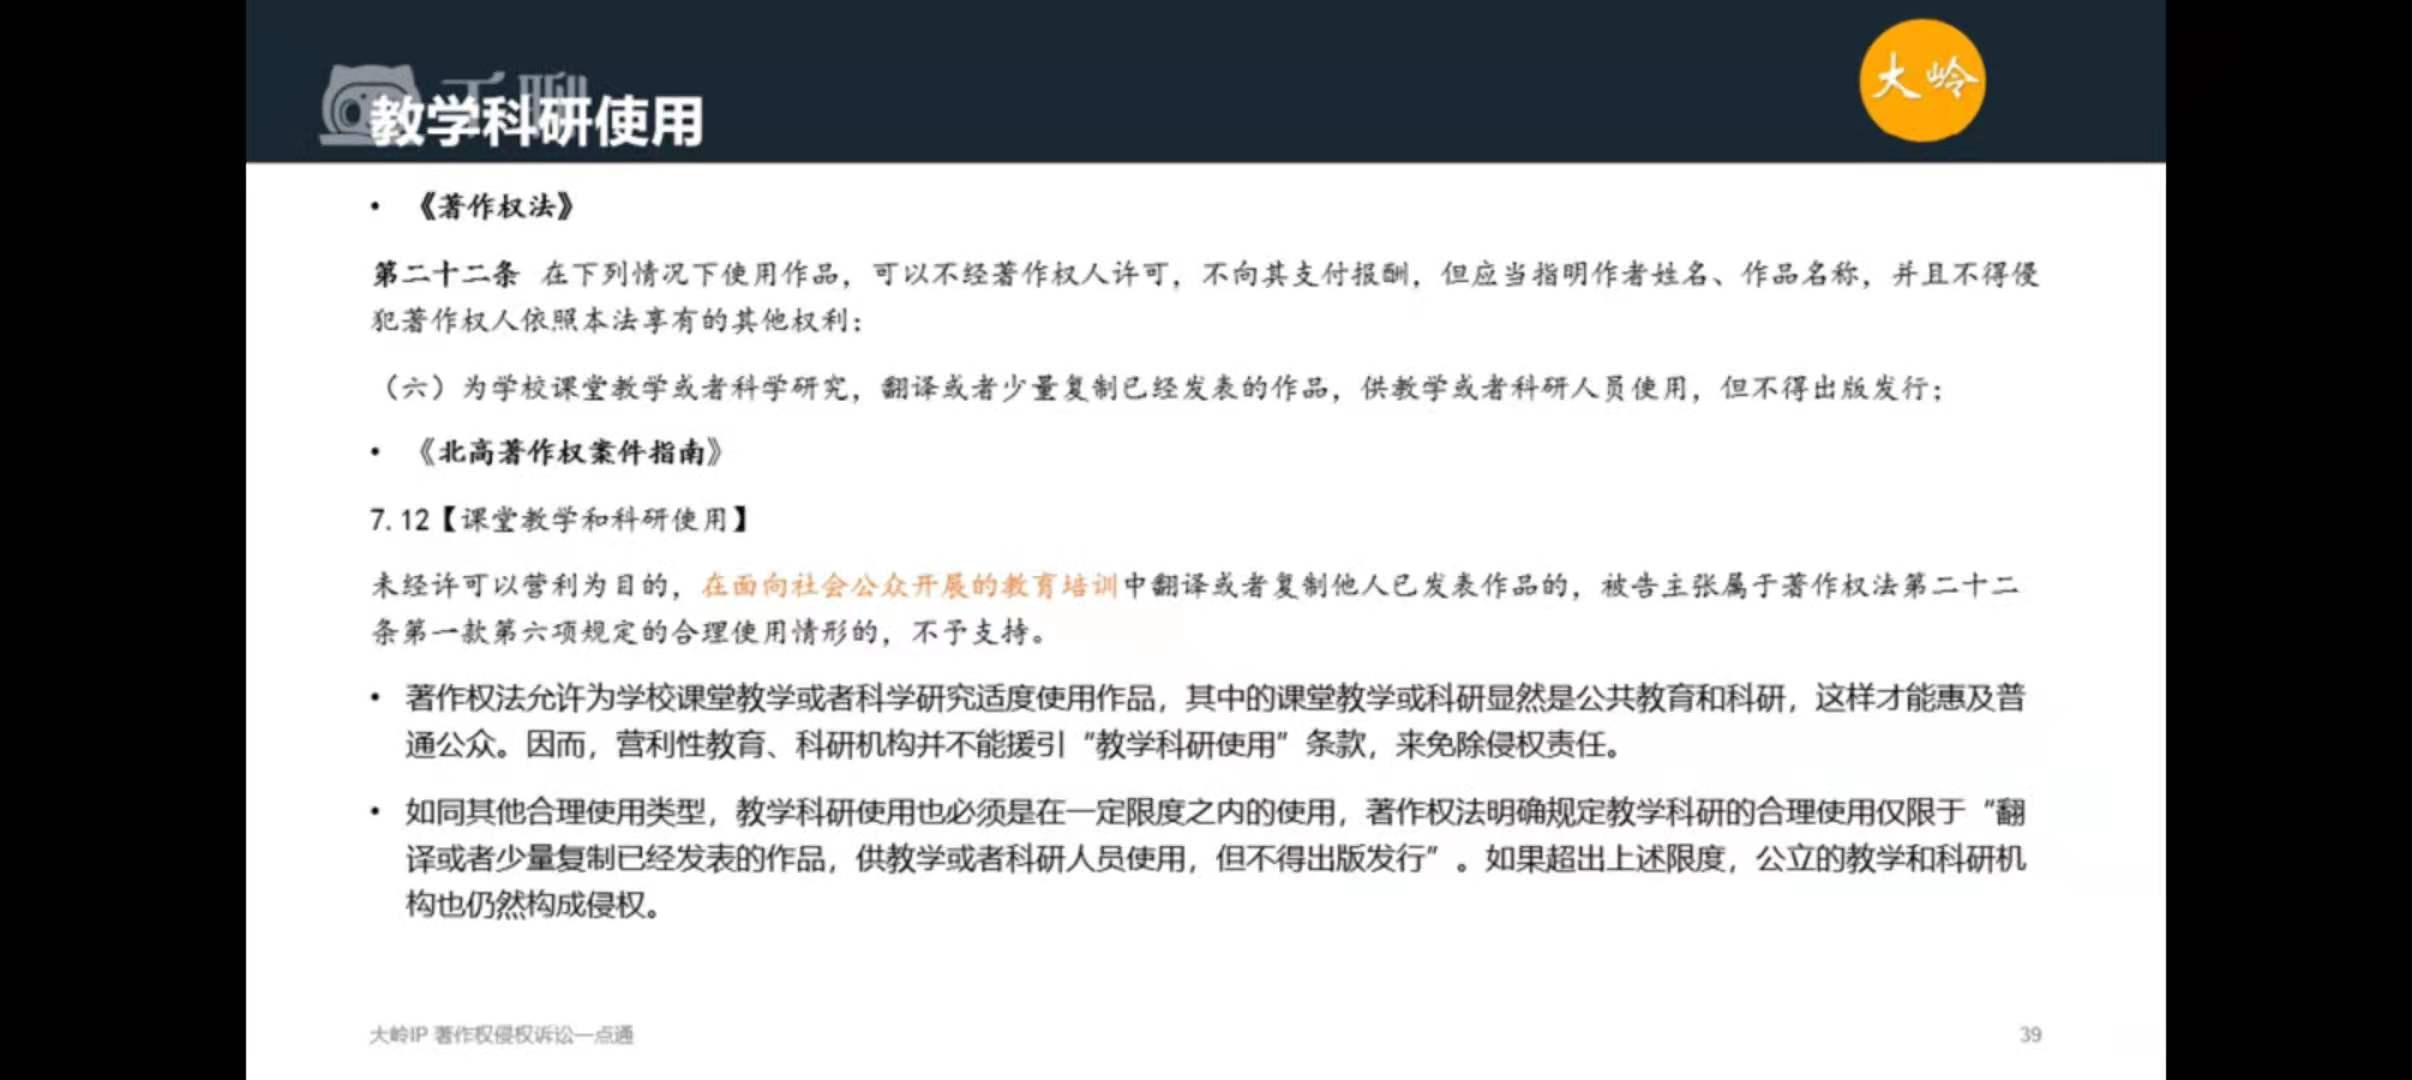 千聊
教学科研使用
大岭
• 《著作权法》
第二十二条 在下列情况下使用作品，可以不经著作权人许可，不向其支付报酬，但应当指明作者姓名、作品名称，并且不得侵
犯著作权人依照本法享有的其他权利：
（六）为学校课堂教学或者科学研究，翻译或者少量复制已经发表的作品，供教学或者科研人员使用，但不得出版发行；
• 《北高著作权案件指南》
7.12【课堂教学和科研使用】
未经许可以营利为目的，在面向社会公众开展的教育培训中翻译或者复制他人已发表作品的，被告主张属于著作权法第二十二
条第一款第六项规定的合理使用情形的，不予支持。
• 著作权法允许为学校课堂教学或者科学研究适度使用作品，其中的课堂教学或科研显然是公共教育和科研，这样才能惠及普
通公众。因而，营利性教育、科研机构并不能援引“教学科研使用”条款，来免除侵权责任。
• 如同其他合理使用类型，教学科研使用也必须是在一定限度之内的使用，著作权法明确规定教学科研的合理使用仅限于“翻
译或者少量复制已经发表的作品，供教学或者科研人员使用，但不得出版发行”。如果超出上述限度，公立的教学和科研机
构也仍然构成侵权。
大岭IP 著作权侵权诉讼一点通
39